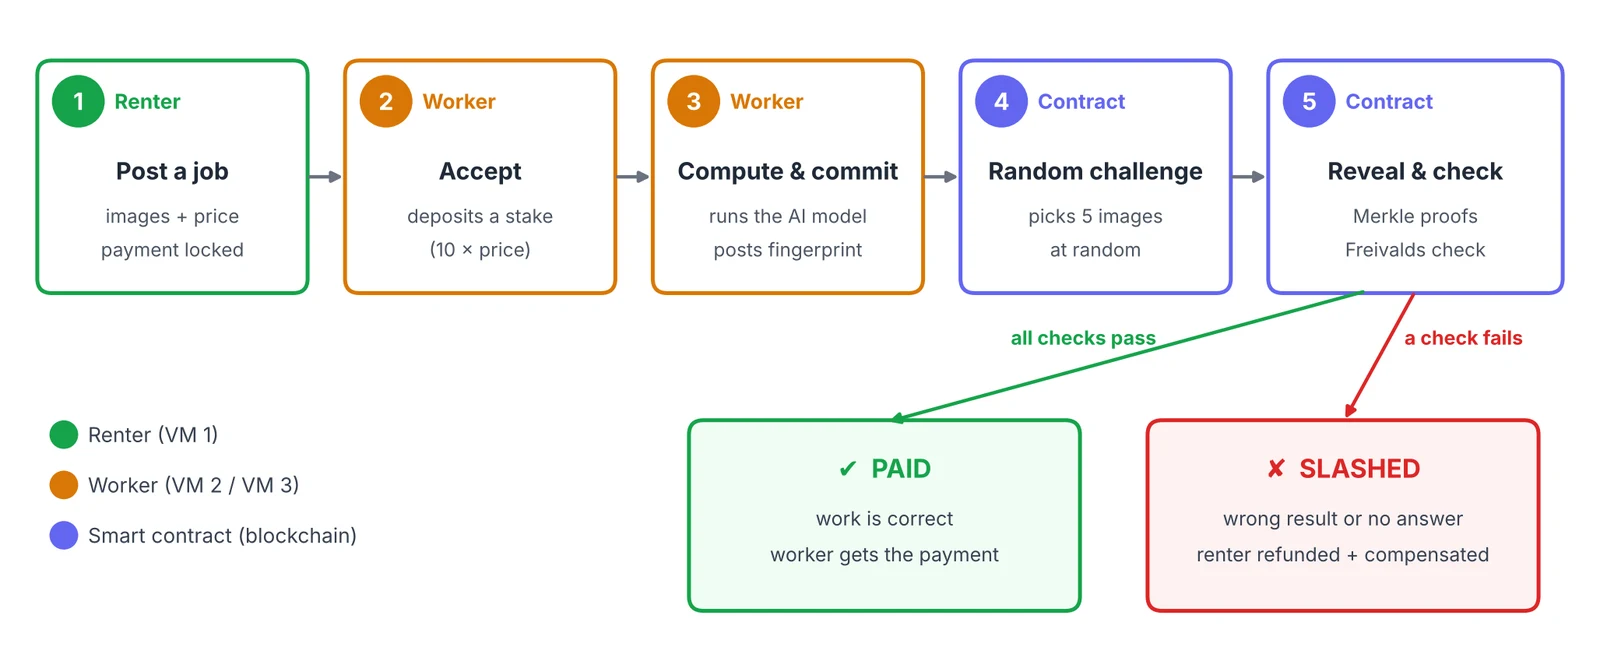 1 Renter
Post a job
images + price
payment locked
2 Worker
Accept
deposits a stake
(10 × price)
3 Worker
Compute & commit
runs the AI model
posts fingerprint
4 Contract
Random challenge
picks 5 images
at random
5 Contract
Reveal & check
Merkle proofs
Freivalds check
all checks pass
a check fails
Renter (VM 1)
Worker (VM 2 / VM 3)
Smart contract (blockchain)
✔ PAID
work is correct
worker gets the payment
✘ SLASHED
wrong result or no answer
renter refunded + compensated